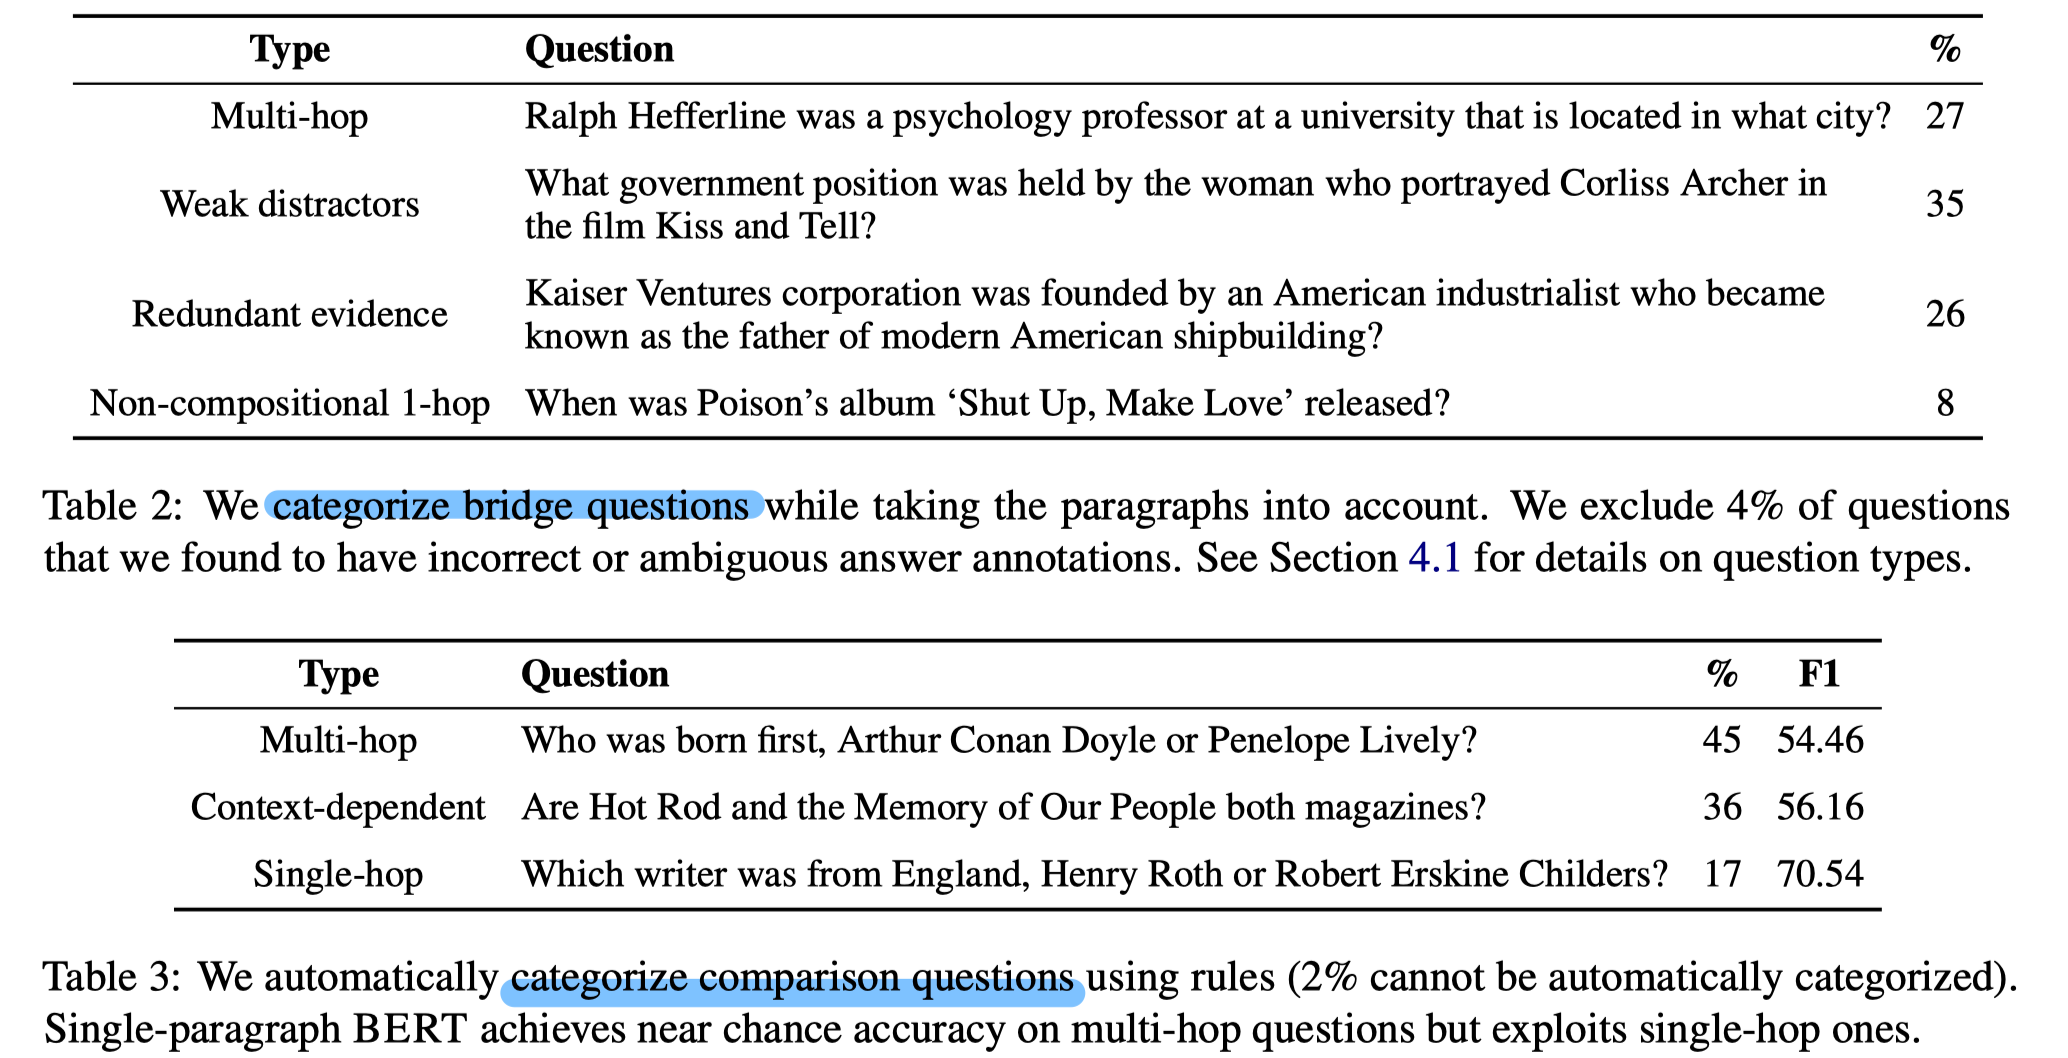 Type Question %
Multi-hop Ralph Hefferline was a psychology professor at a university that is located in what city? 27
Weak distractors What government position was held by the woman who portrayed Corliss Archer in
the film Kiss and Tell? 35
Redundant evidence Kaiser Ventures corporation was founded by an American industrialist who became
known as the father of modern American shipbuilding? 26
Non-compositional 1-hop When was Poison’s album ‘Shut Up, Make Love’ released? 8
Table 2: We categorize bridge questions while taking the paragraphs into account. We exclude 4% of questions
that we found to have incorrect or ambiguous answer annotations. See Section 4.1 for details on question types.
Type Question % F1
Multi-hop Who was born first, Arthur Conan Doyle or Penelope Lively? 45 54.46
Context-dependent Are Hot Rod and the Memory of Our People both magazines? 36 56.16
Single-hop Which writer was from England, Henry Roth or Robert Erskine Childers? 17 70.54
Table 3: We automatically categorize comparison questions using rules (2% cannot be automatically categorized).
Single-paragraph BERT achieves near chance accuracy on multi-hop questions but exploits single-hop ones.